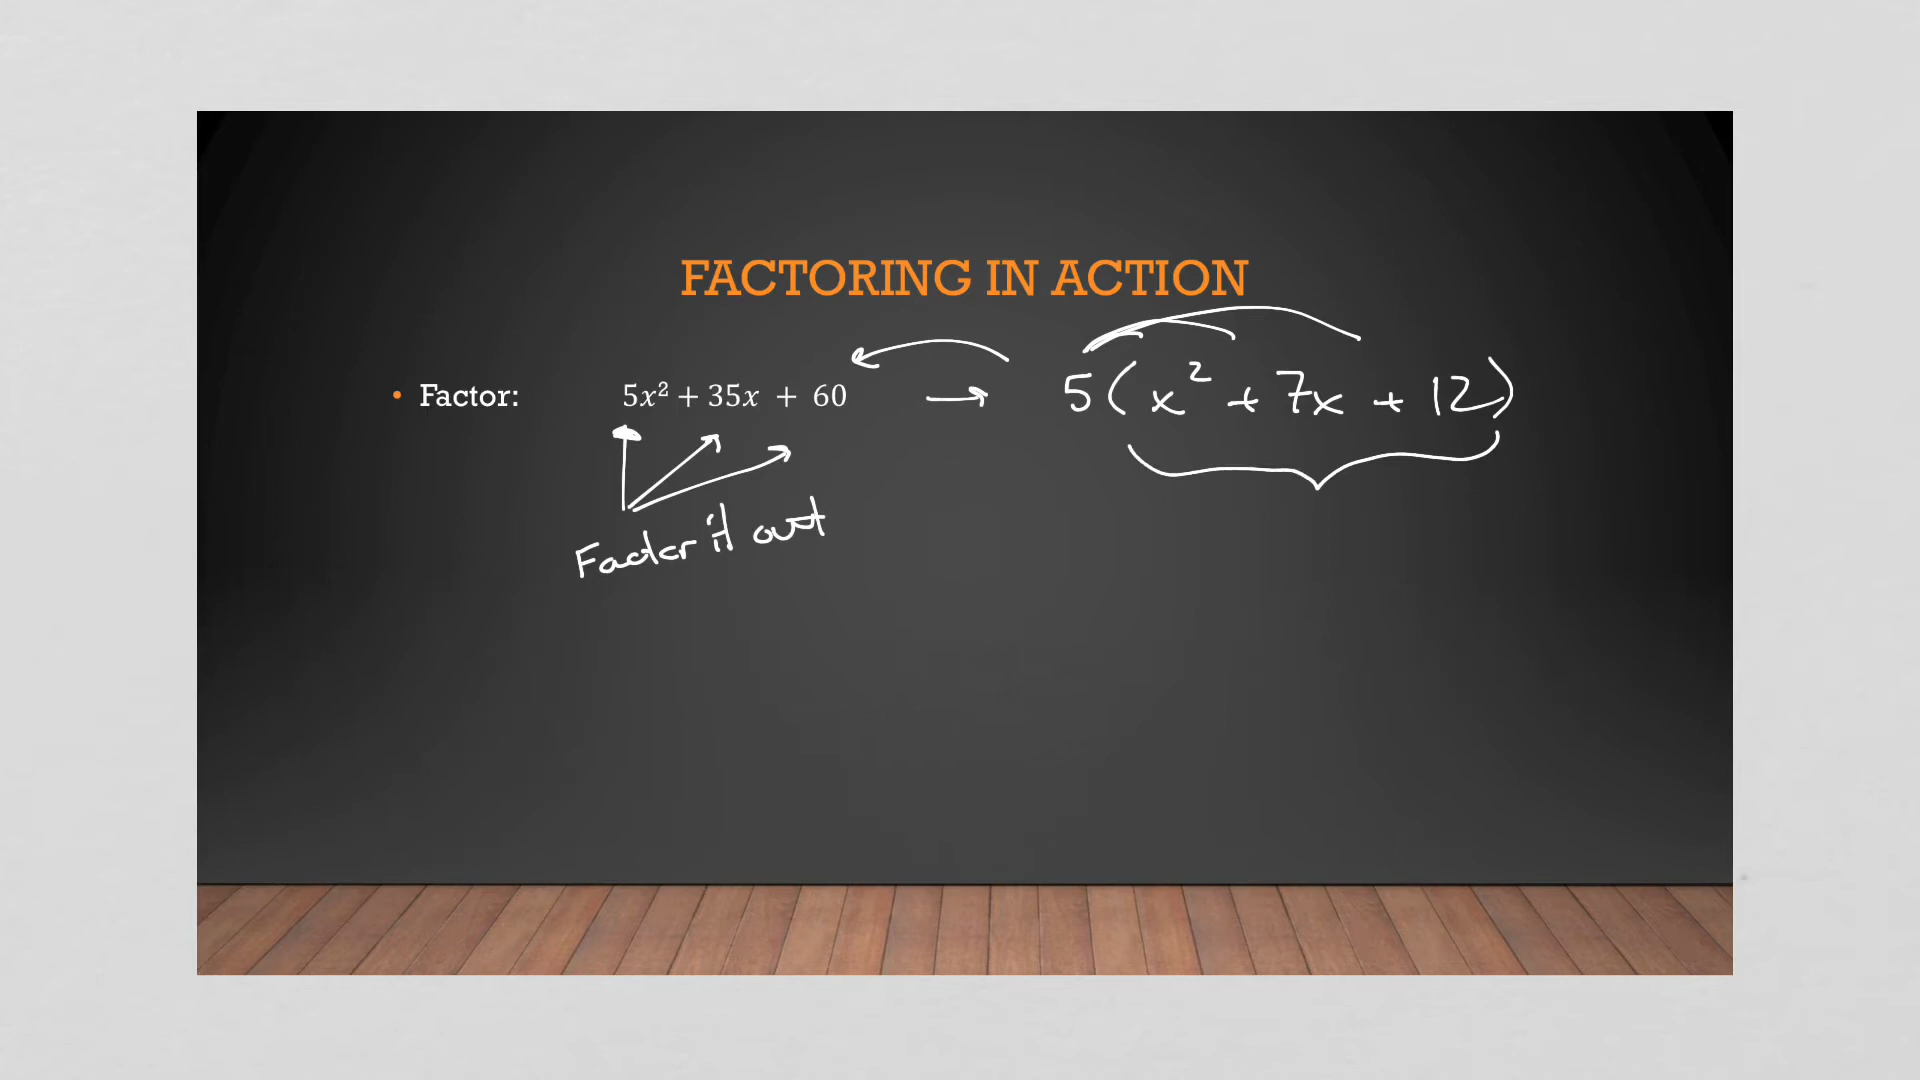 FACTORING IN ACTION
• Factor: 5x² + 35x + 60 → 5(x² + 7x + 12)
Factor it out